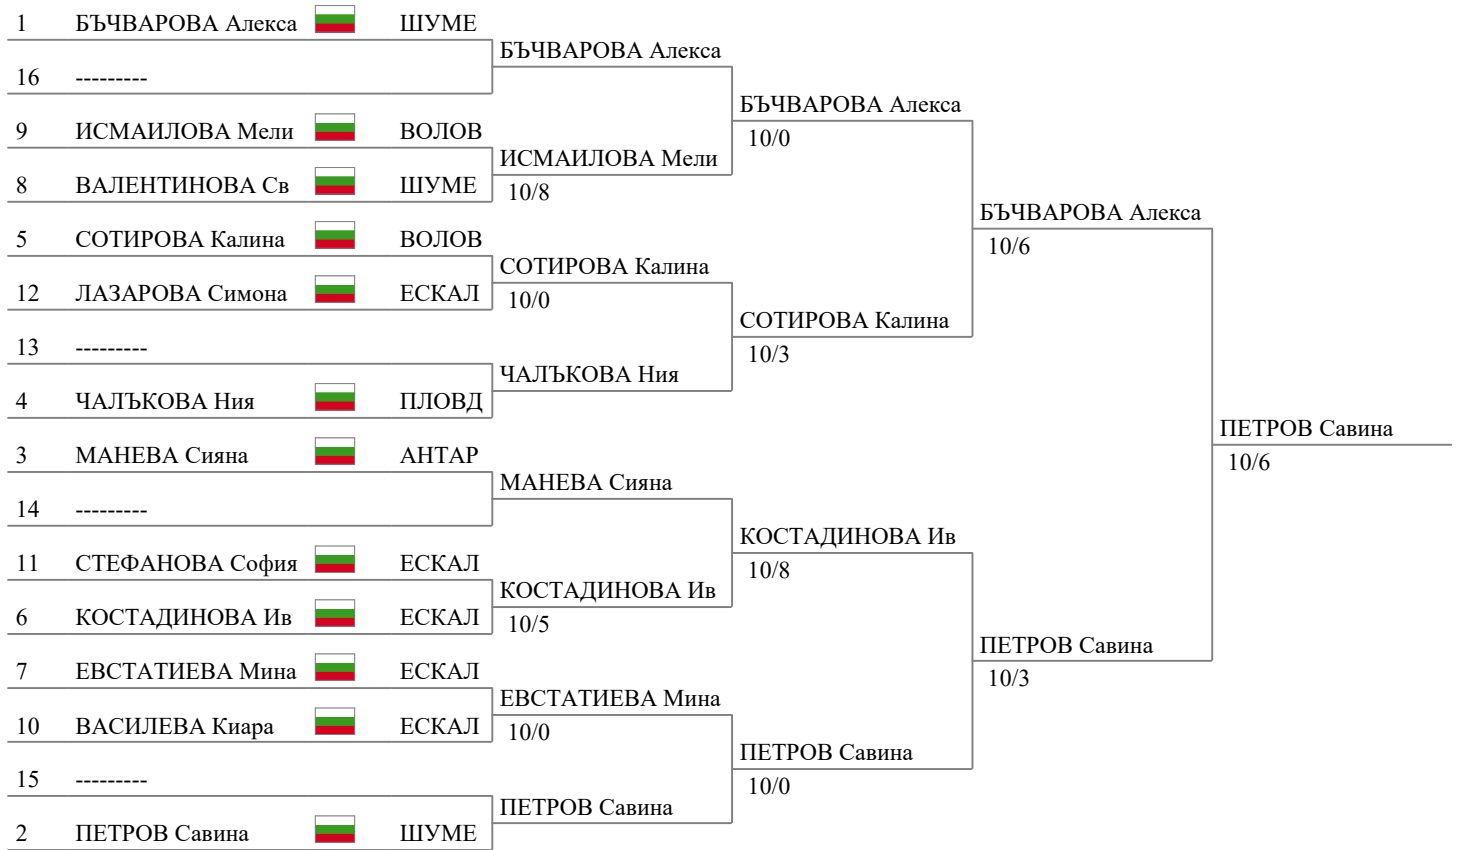 1 БЪЧВАРОВА Алекса ШУМЕ
БЪЧВАРОВА Алекса
16 ---------
БЪЧВАРОВА Алекса
10/0
9 ИСМАИЛОВА Мели ВОЛОВ
ИСМАИЛОВА Мели
10/8
8 ВАЛЕНТИНОВА Св ШУМЕ
БЪЧВАРОВА Алекса
10/6
5 СОТИРОВА Калина ВОЛОВ
СОТИРОВА Калина
10/0
12 ЛАЗАРОВА Симона ЕСКАЛ
СОТИРОВА Калина
10/3
13 ---------
ЧАЛЪКОВА Ния
4 ЧАЛЪКОВА Ния ПЛОВД
ПЕТРОВ Савина
10/6
3 МАНЕВА Сияна АНТАР
МАНЕВА Сияна
14 ---------
КОСТАДИНОВА Ив
10/8
11 СТЕФАНОВА София ЕСКАЛ
КОСТАДИНОВА Ив
10/5
6 КОСТАДИНОВА Ив ЕСКАЛ
ПЕТРОВ Савина
10/3
7 ЕВСТАТИЕВА Мина ЕСКАЛ
ЕВСТАТИЕВА Мина
10/0
10 ВАСИЛЕВА Киара ЕСКАЛ
ПЕТРОВ Савина
10/0
15 ---------
ПЕТРОВ Савина
2 ПЕТРОВ Савина ШУМЕ